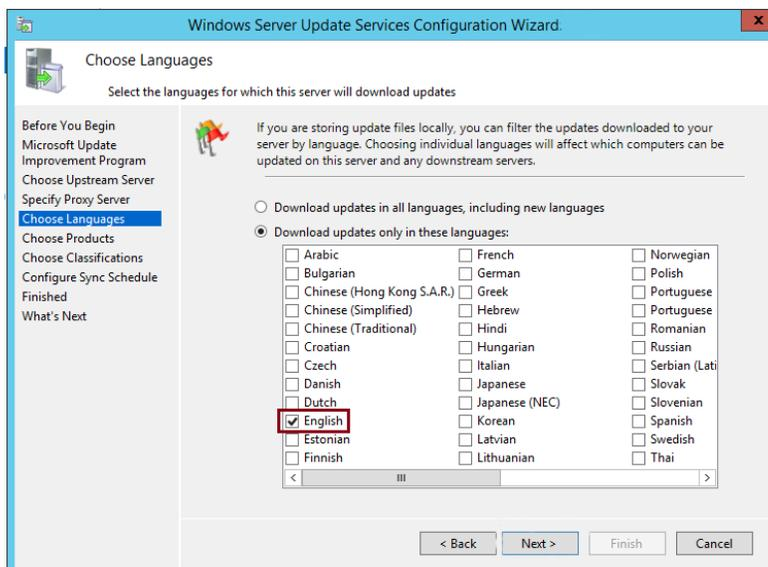 Windows Server Update Services Configuration Wizard:
X
Choose Languages
Select the languages for which this server will download updates
Before You Begin
Microsoft Update
Improvement Program
Choose Upstream Server
Specify Proxy Server
Choose Languages
Choose Products
Choose Classifications
Configure Sync Schedule
Finished
What's Next
If you are storing update files locally, you can filter the updates downloaded to your
server by language. Choosing individual languages will affect which computers can be
updated on this server and any downstream servers.
Download updates in all languages, including new languages
Download updates only in these languages:
Arabic French Norwegian
Bulgarian German Polish
Chinese (Hong Kong S.A.R.) Greek Portuguese
Chinese (Simplified) Hebrew Portuguese
Chinese (Traditional) Hindi Romanian
Croatian Hungarian Russian
Czech Italian Serbian (Lati
Danish Japanese Slovak
Dutch Japanese (NEC) Slovenian
English Korean Spanish
Estonian Latvian Swedish
Finnish Lithuanian Thai
< Back Next > Finish Cancel